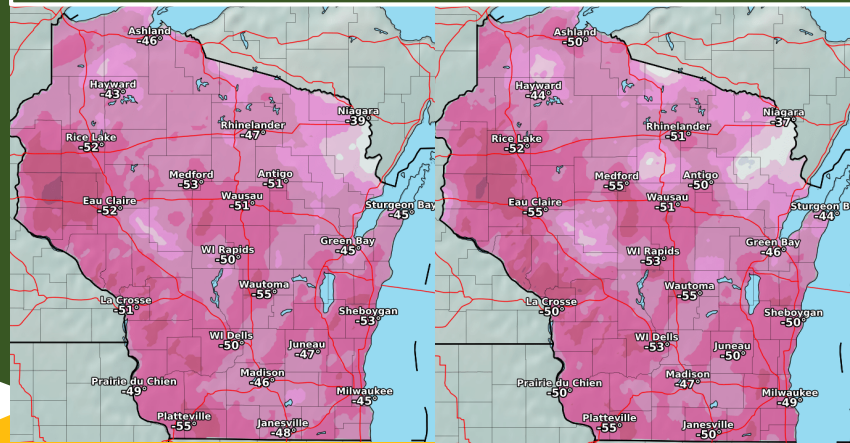 Ashland
-46°
Hayward
-43°
Niagara
-39°
Rhinelander
-47°
Rice Lake
-52°
Medford
-53°
Antigo
-51°
Wausau
-51°
Eau Claire
-52°
Sturgeon Bay
-45°
Green Bay
-45°
WI Rapids
-50°
Wautoma
-55°
La Crosse
-51°
Sheboygan
-53°
WI Dells
-50°
Juneau
-47°
Madison
-46°
Prairie du Chien
-49°
Milwaukee
-45°
Platteville
-55°
Janesville
-48°
Ashland
-50°
Hayward
-44°
Niagara
-37°
Rhinelander
-51°
Rice Lake
-52°
Medford
-55°
Antigo
-50°
Wausau
-51°
Eau Claire
-55°
Sturgeon B
-44°
Green Bay
-46°
WI Rapids
-53°
Wautoma
-55°
La Crosse
-50°
Sheboygan
-50°
WI Dells
-53°
Juneau
-50°
Madison
-47°
Prairie du Chien
-50°
Milwaukee
-49°
Platteville
-55°
Janesville
-50°